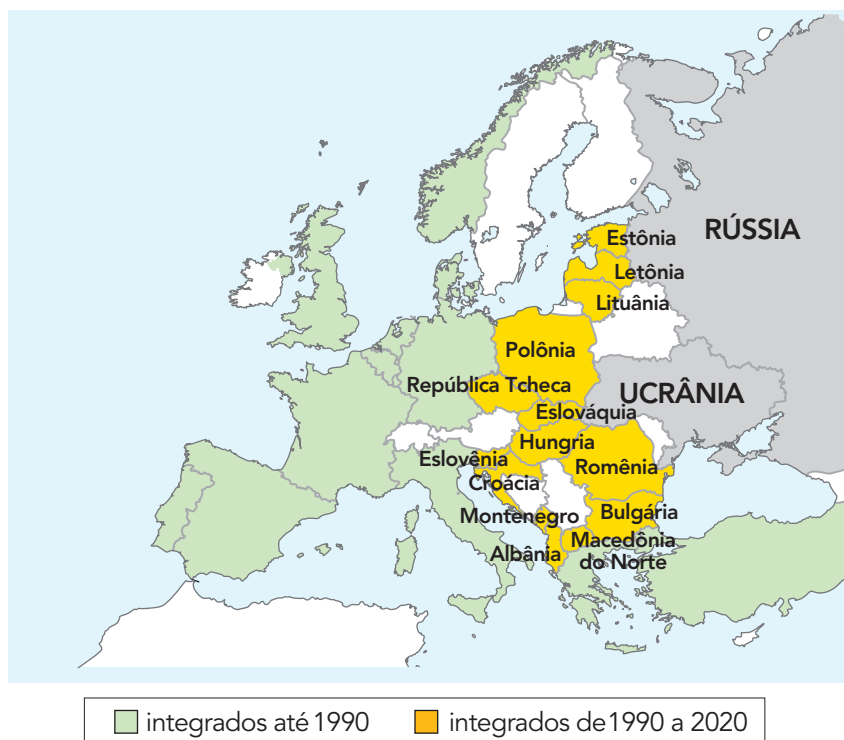 Estônia
RÚSSIA
Letônia
Lituânia
Polônia
República Tcheca
UCRÂNIA
Eslováquia
Hungria
Eslovênia
Romênia
Croácia
Montenegro
Bulgária
Macedônia
do Norte
Albânia
integrados até 1990
integrados de 1990 a 2020